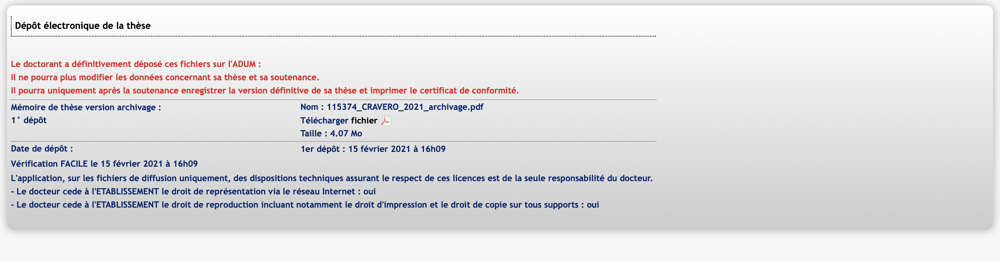 Dépôt électronique de la thèse
Le doctorant a définitivement déposé ces fichiers sur l'ADUM :
Il ne pourra plus modifier les données concernant sa thèse et sa soutenance.
Il pourra uniquement après la soutenance enregistrer la version définitive de sa thèse et imprimer le certificat de conformité.
Mémoire de thèse version archivage :
1° dépôt
Nom : 115374_CRAVERO_2021_archivage.pdf
Télécharger fichier
Taille : 4.07 Mo
Date de dépôt :
1er dépôt : 15 février 2021 à 16h09
Vérification FACILE le 15 février 2021 à 16h09
L'application, sur les fichiers de diffusion uniquement, des dispositions techniques assurant le respect de ces licences est de la seule responsabilité du docteur.
- Le docteur cede à l'ETABLISSEMENT le droit de représentation via le réseau Internet : oui
- Le docteur cede à l'ETABLISSEMENT le droit de reproduction incluant notamment le droit d'impression et le droit de copie sur tous supports : oui